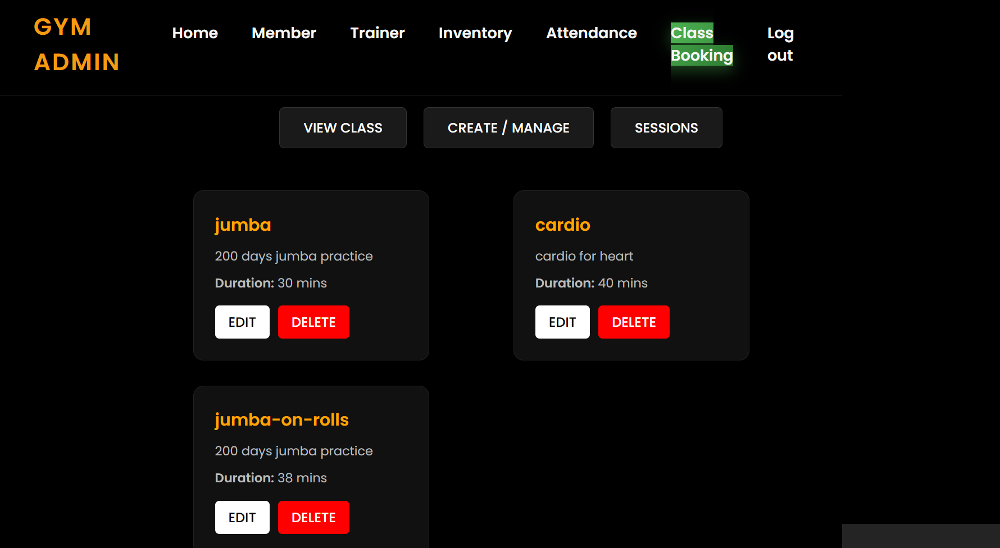 GYM
ADMIN
Home Member Trainer Inventory Attendance Class Booking Log out
VIEW CLASS CREATE / MANAGE SESSIONS
jumba
200 days jumba practice
Duration: 30 mins
EDIT DELETE
cardio
cardio for heart
Duration: 40 mins
EDIT DELETE
jumba-on-rolls
200 days jumba practice
Duration: 38 mins
EDIT DELETE